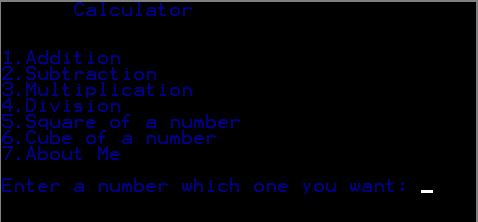 Calculator
1.Addition
2.Subtraction
3.Multiplication
4.Division
5.Square of a number
6.Cube of a number
7.About Me
Enter a number which one you want: _